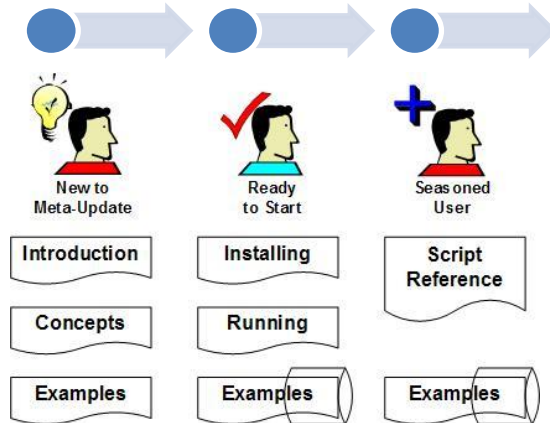 New to
Meta-Update
Ready
to Start
Seasoned
User
Introduction
Installing
Script
Reference
Concepts
Running
Examples
Examples
Examples